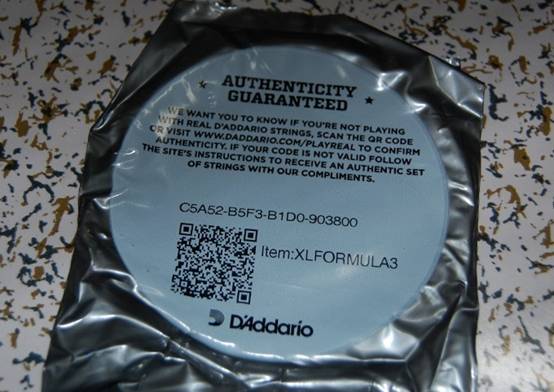 AUTHENTICITY
GUARANTEED
WE WANT YOU TO KNOW IF YOU'RE NOT PLAYING
WITH REAL D'ADDARIO STRINGS, SCAN THE QR CODE
OR VISIT WWW.DADDARIO.COM/PLAYREAL TO CONFIRM
AUTHENTICITY. IF YOUR CODE IS NOT VALID FOLLOW
THE SITE'S INSTRUCTIONS TO RECEIVE AN AUTHENTIC SET
OF STRINGS WITH OUR COMPLIMENTS.
C5A52-B5F3-B1D0-903800
Item:XLFORMULA3
D'Addario